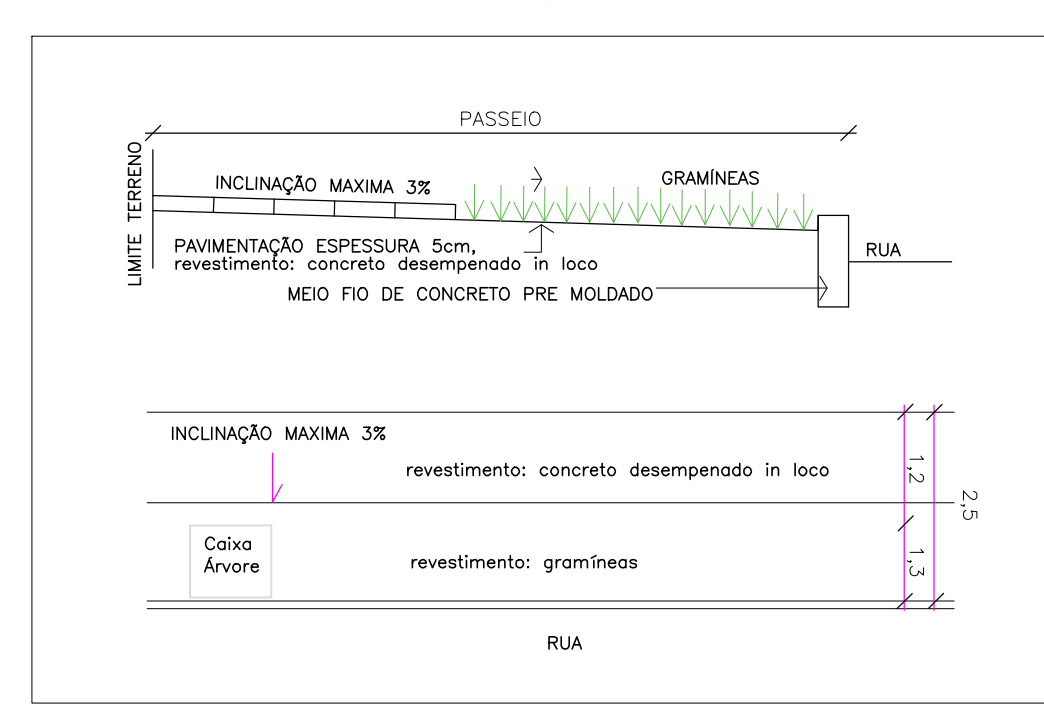 PASSEIO
LIMITE TERRENO
INCLINAÇÃO MAXIMA 3%
GRAMÍNEAS
PAVIMENTAÇÃO ESPESSURA 5cm,
revestimento: concreto desempenado in loco
RUA
MEIO FIO DE CONCRETO PRE MOLDADO
INCLINAÇÃO MAXIMA 3%
revestimento: concreto desempenado in loco
1,2
2,5
Caixa
Árvore
revestimento: gramíneas
1,3
RUA